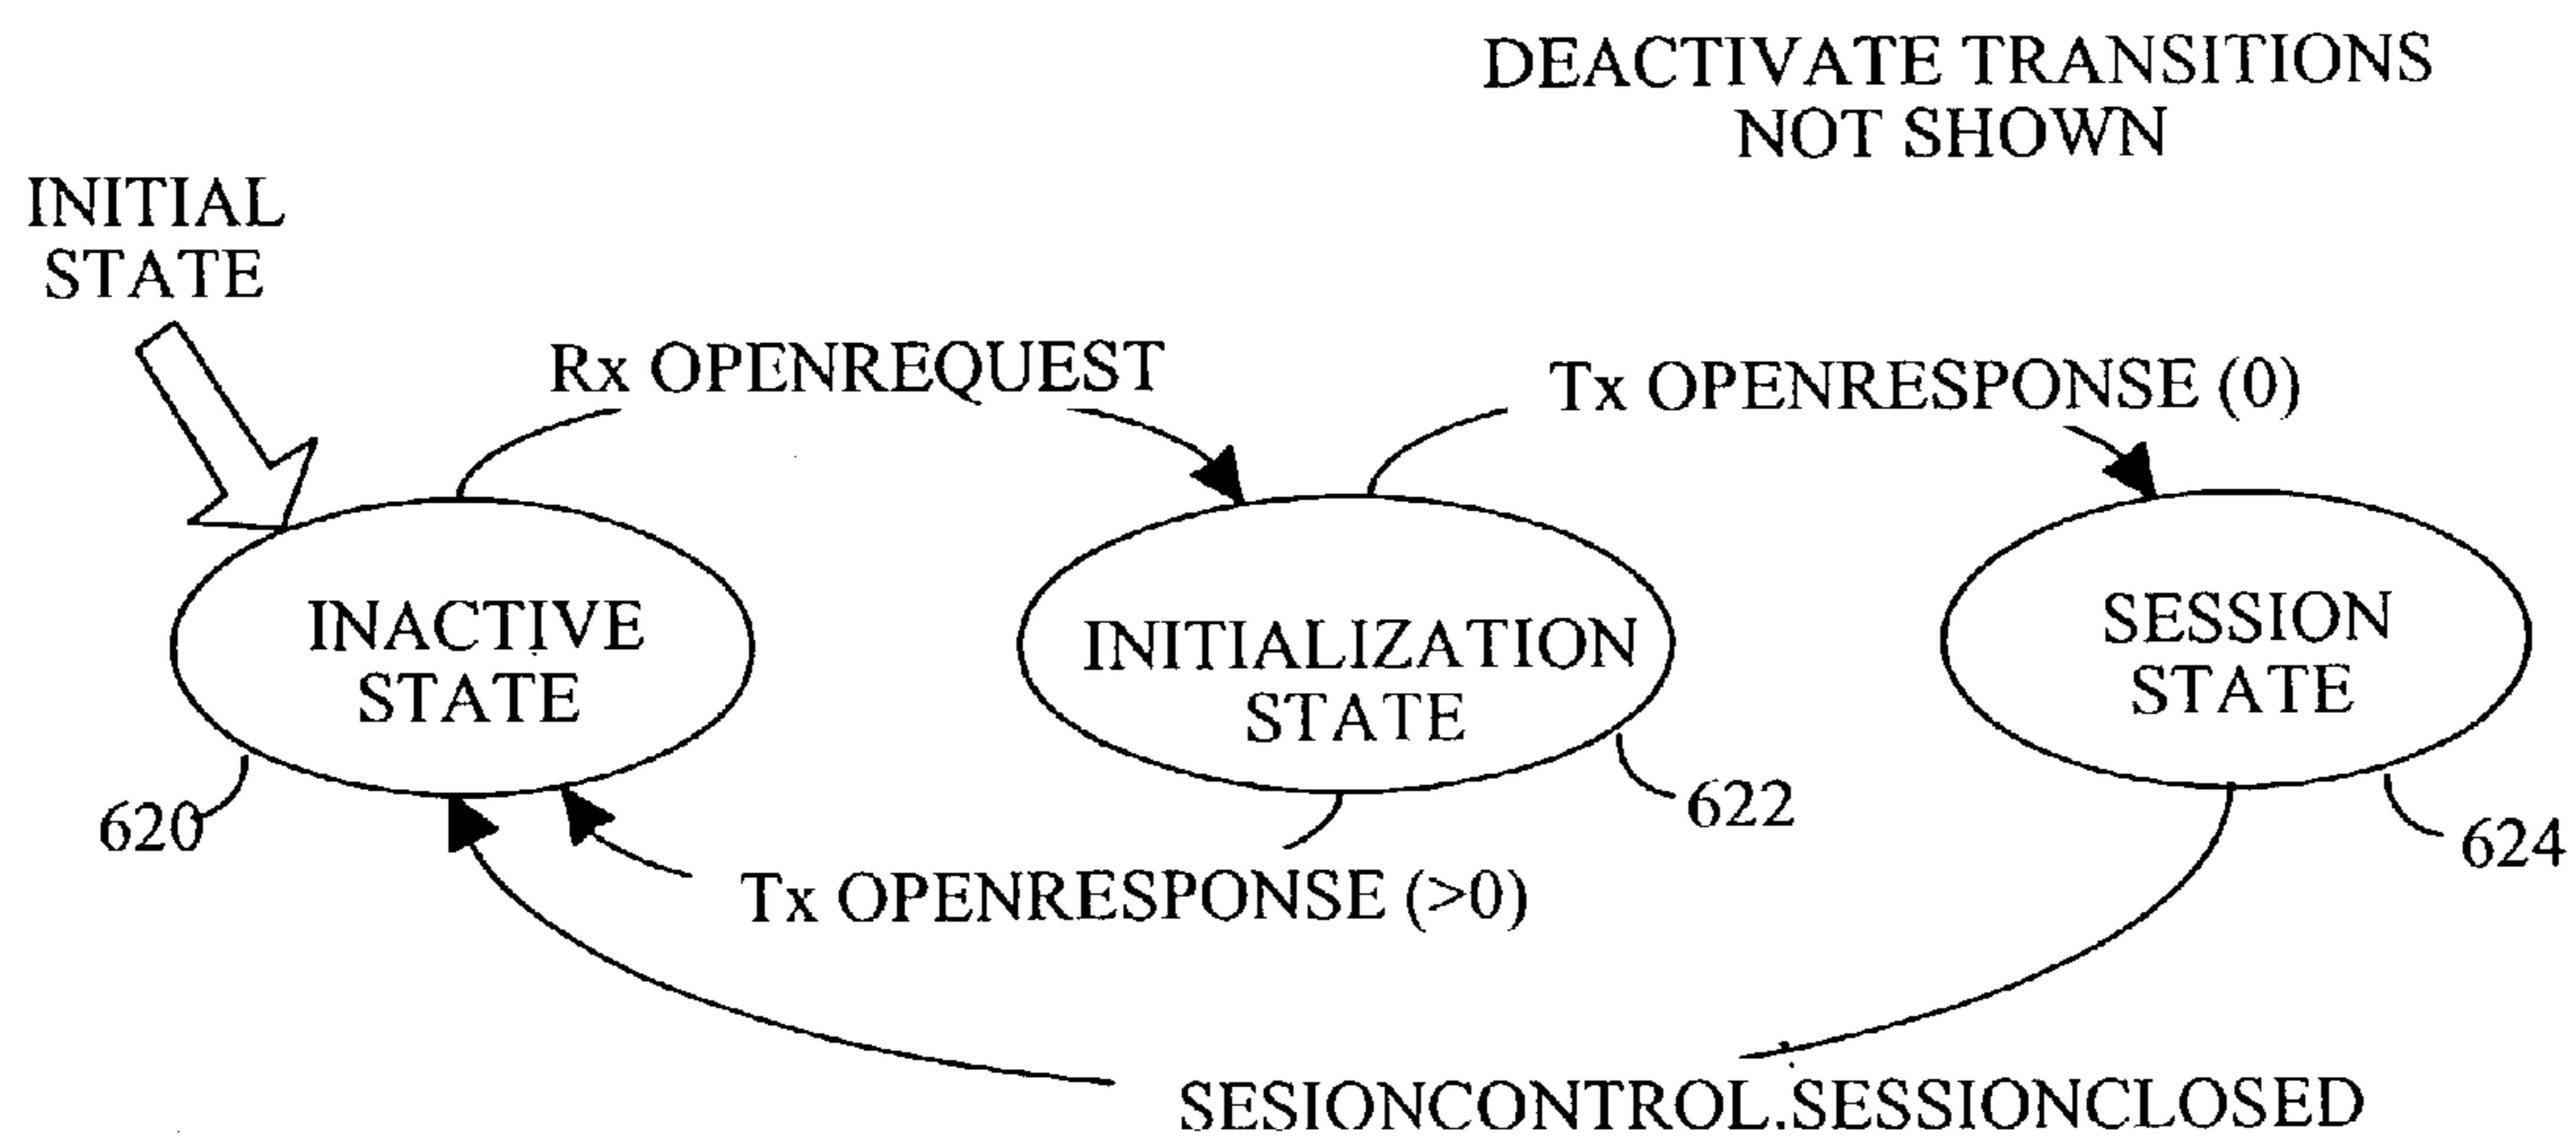 DEACTIVATE TRANSITIONS
NOT SHOWN
INITIAL
STATE
Rx OPENREQUEST
Tx OPENRESPONSE (0)
INACTIVE
STATE
INITIALIZATION
STATE
SESSION
STATE
620
622
624
Tx OPENRESPONSE (>0)
SESIONCONTROL.SESSIONCLOSED